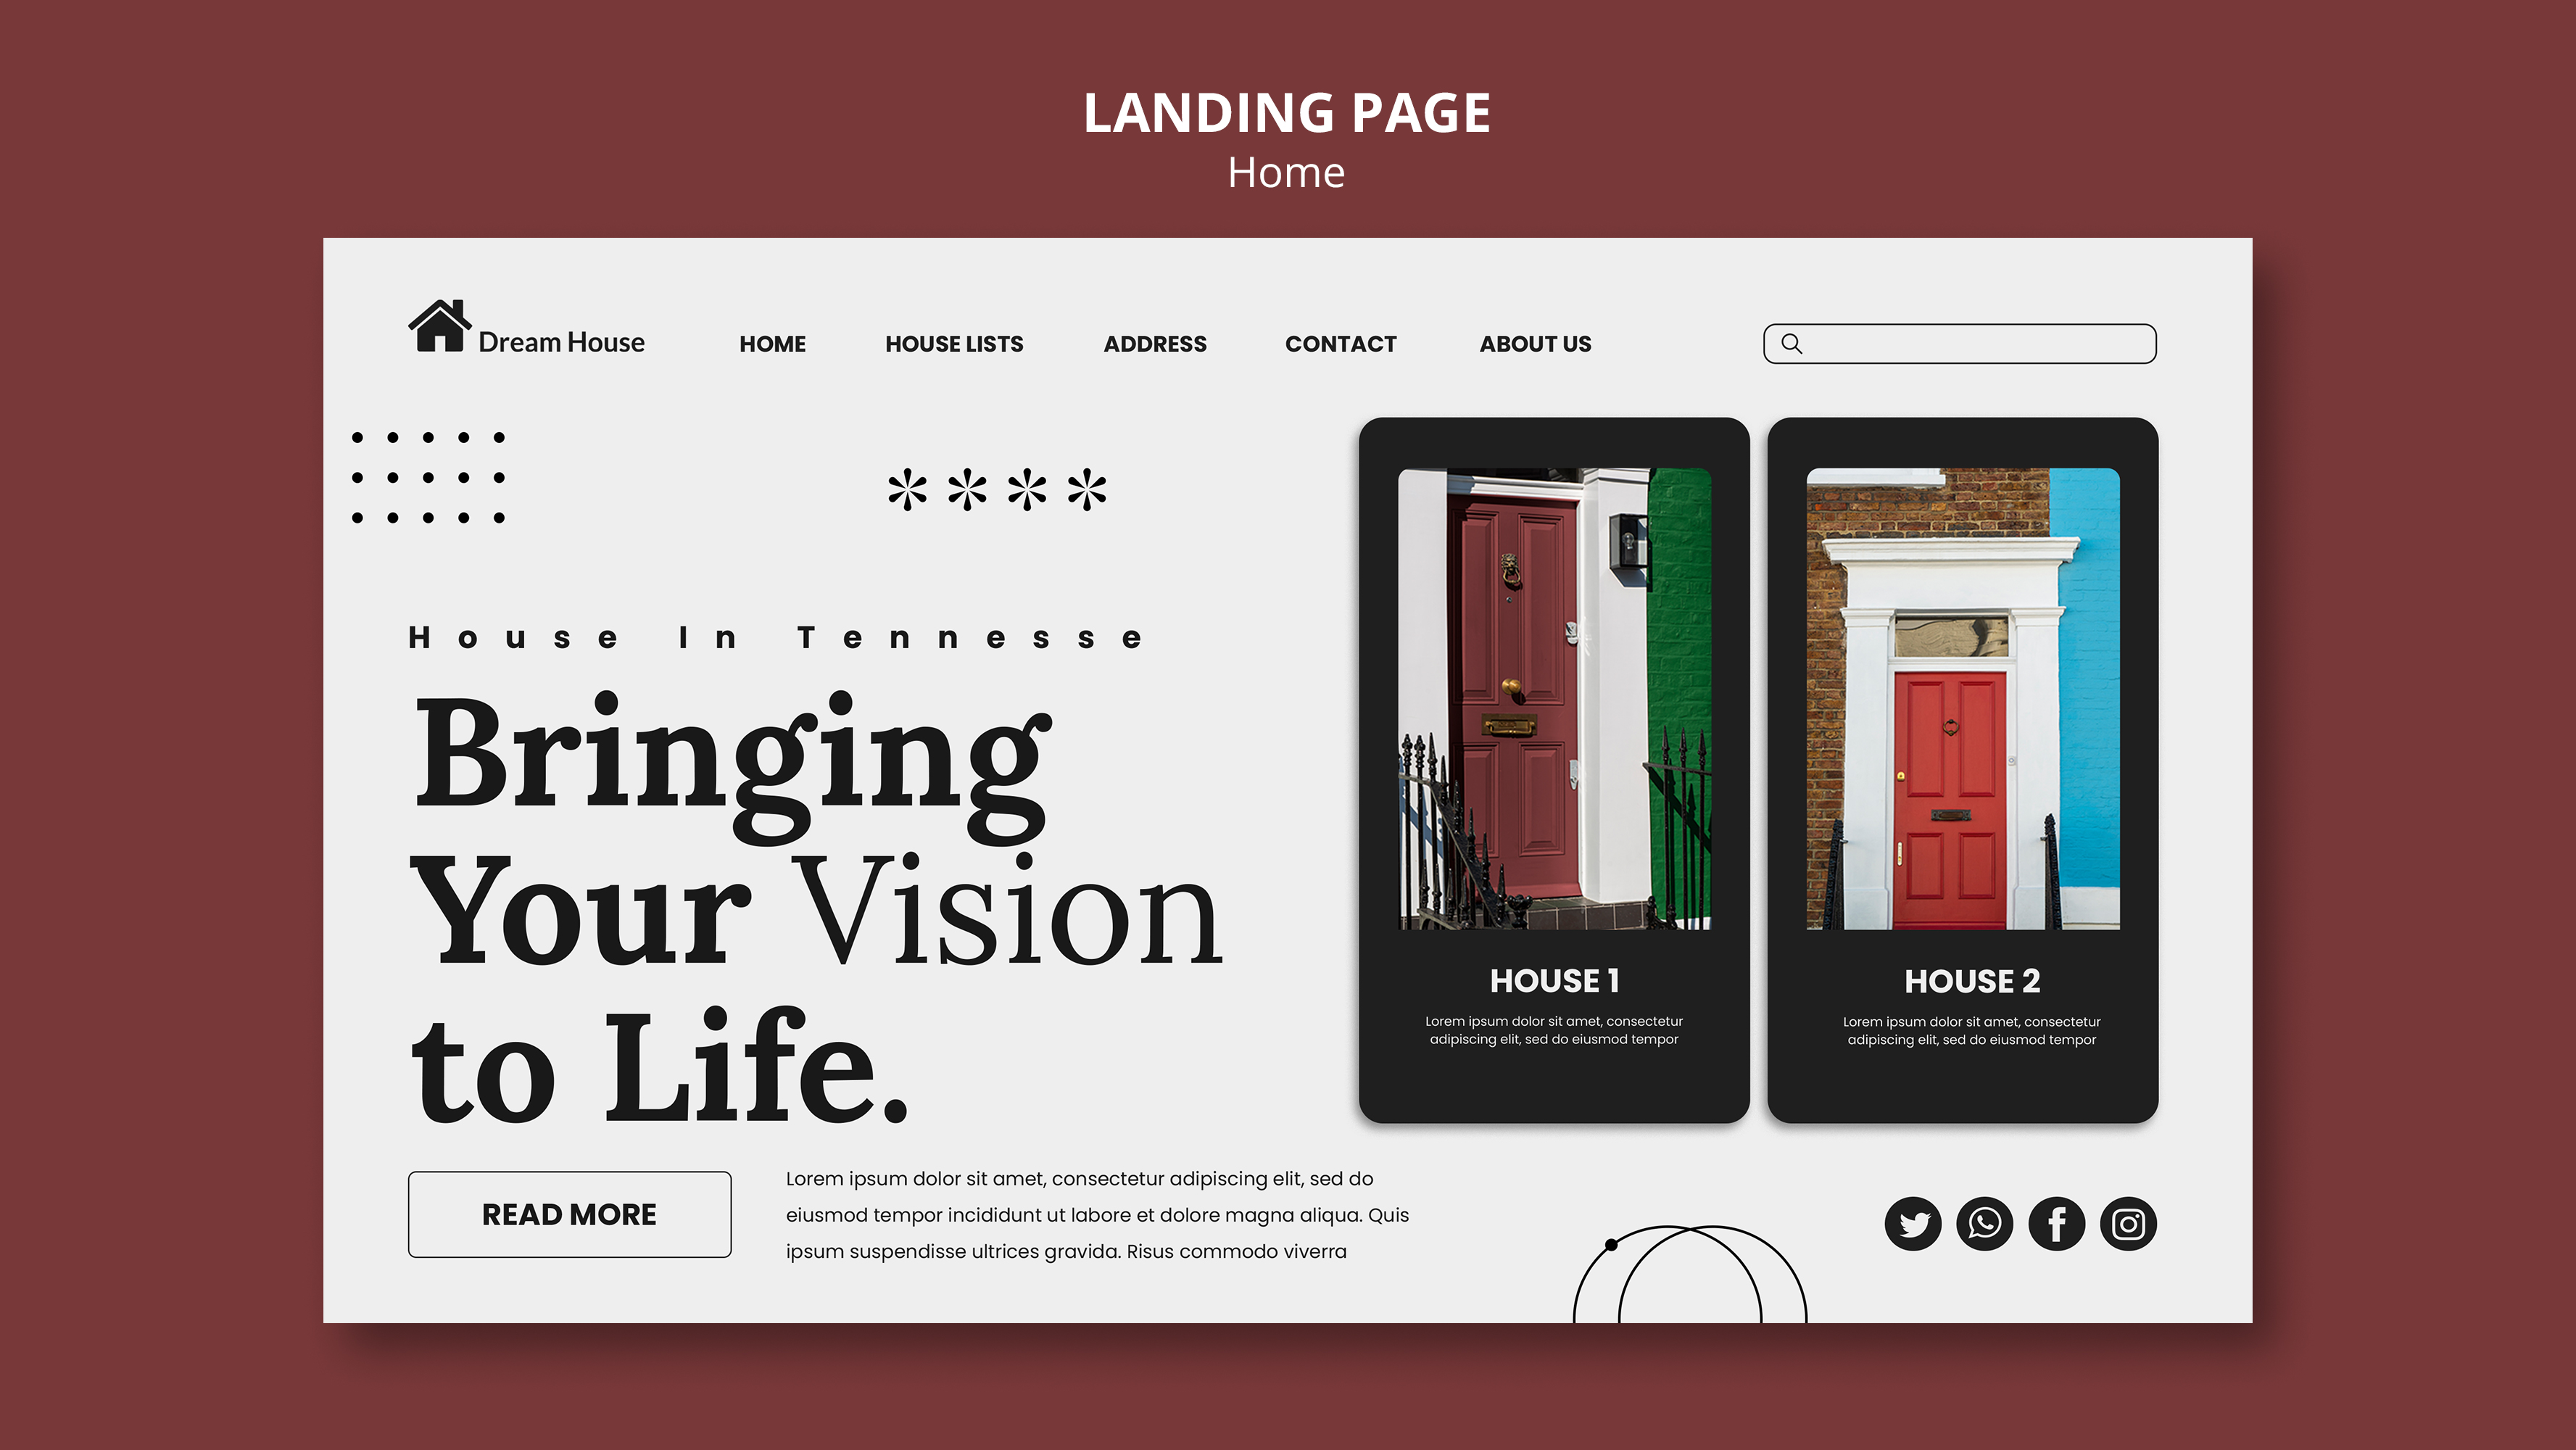 LANDING PAGE
Home
Dream House
HOME
HOUSE LISTS
ADDRESS
CONTACT
ABOUT US
****
House In Tennesse
Bringing
Your Vision
to Life.
HOUSE 1
Lorem ipsum dolor sit amet, consectetur
adipiscing elit, sed do eiusmod tempor
HOUSE 2
Lorem ipsum dolor sit amet, consectetur
adipiscing elit, sed do eiusmod tempor
READ MORE
Lorem ipsum dolor sit amet, consectetur adipiscing elit, sed do
eiusmod tempor incididunt ut labore et dolore magna aliqua. Quis
ipsum suspendisse ultrices gravida. Risus commodo viverra